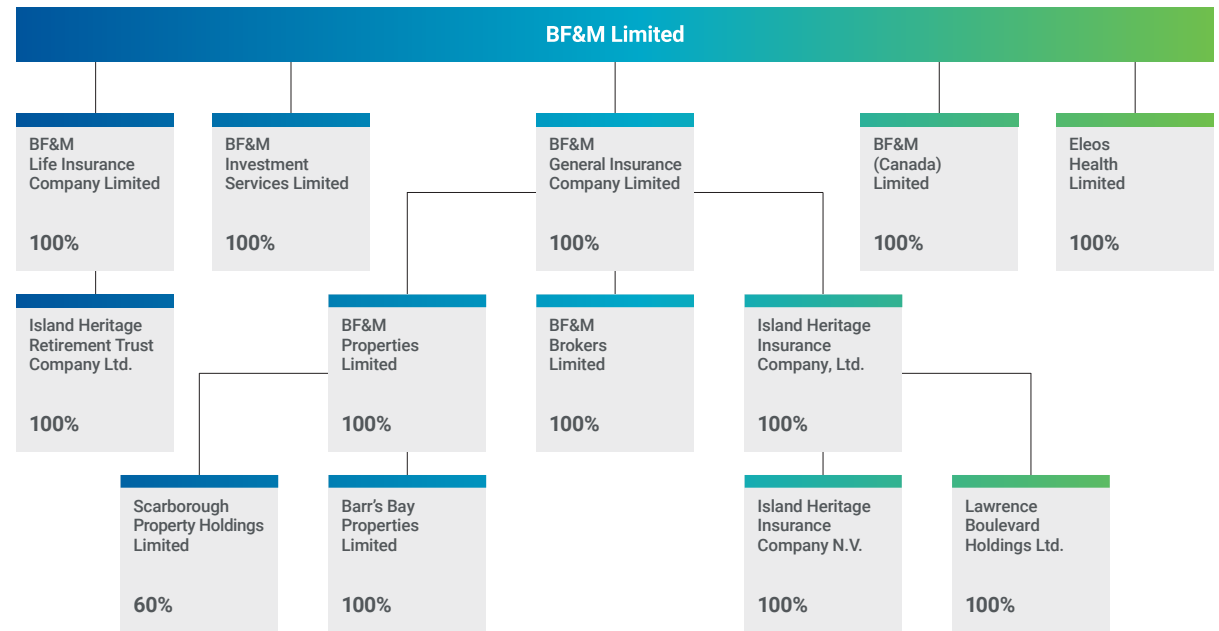 BF&M Limited
BF&M
Life Insurance
Company Limited
100%
BF&M
Investment
Services Limited
100%
BF&M
General Insurance
Company Limited
100%
BF&M
(Canada)
Limited
100%
Eleos
Health
Limited
100%
Island Heritage
Retirement Trust
Company Ltd.
100%
BF&M
Properties
Limited
100%
BF&M
Brokers
Limited
100%
Island Heritage
Insurance
Company, Ltd.
100%
Scarborough
Property Holdings
Limited
60%
Barr's Bay
Properties
Limited
100%
Island Heritage
Insurance
Company N.V.
100%
Lawrence
Boulevard
Holdings Ltd.
100%